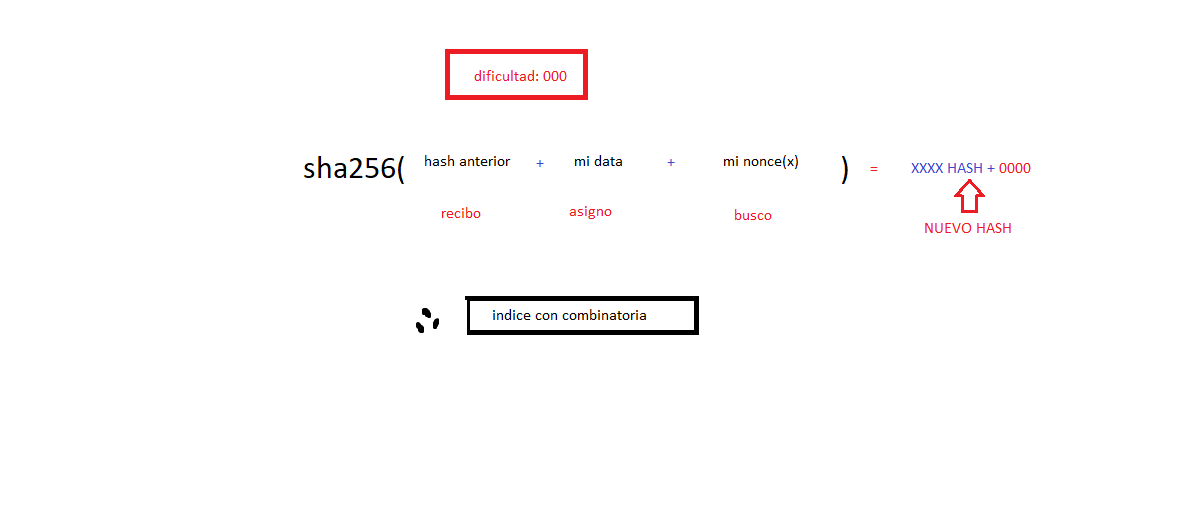 dificultad: 000
sha256( hash anterior + mi data + mi nonce(x) ) = XXXX HASH + 0000
recibo asigno busco NUEVO HASH
indice con combinatoria